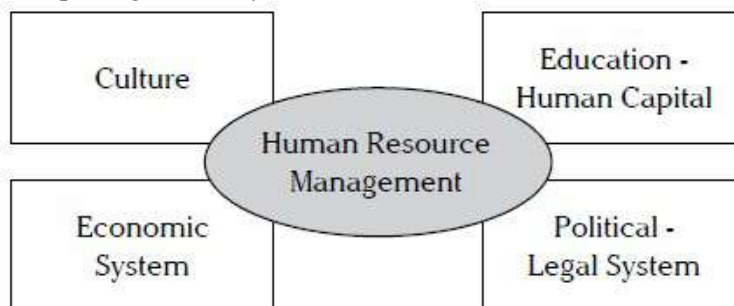 Culture
Education -
Human Capital
Human Resource
Management
Economic
System
Political -
Legal System